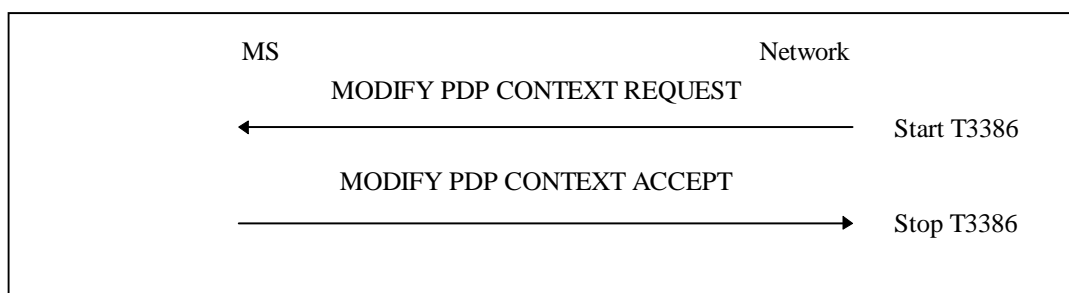 MS Network
MODIFY PDP CONTEXT REQUEST
Start T3386
MODIFY PDP CONTEXT ACCEPT
Stop T3386